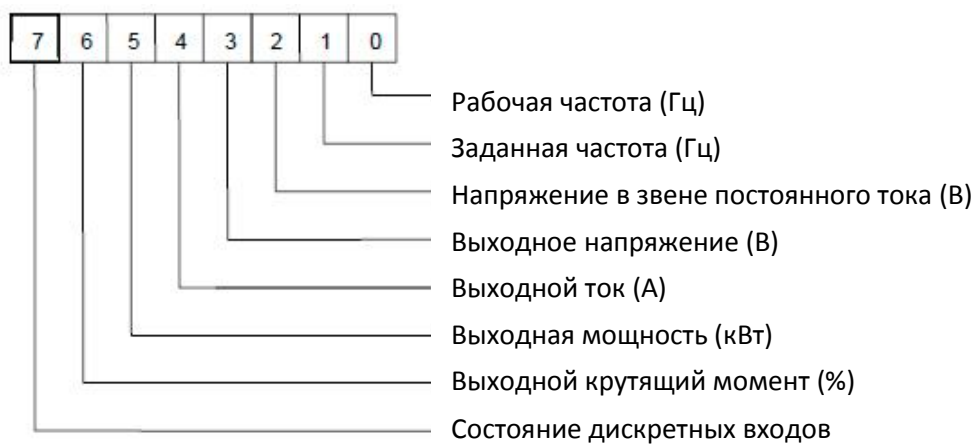 7 6 5 4 3 2 1 0
Рабочая частота (Гц)
Заданная частота (Гц)
Напряжение в звене постоянного тока (В)
Выходное напряжение (В)
Выходной ток (А)
Выходная мощность (кВт)
Выходной крутящий момент (%)
Состояние дискретных входов